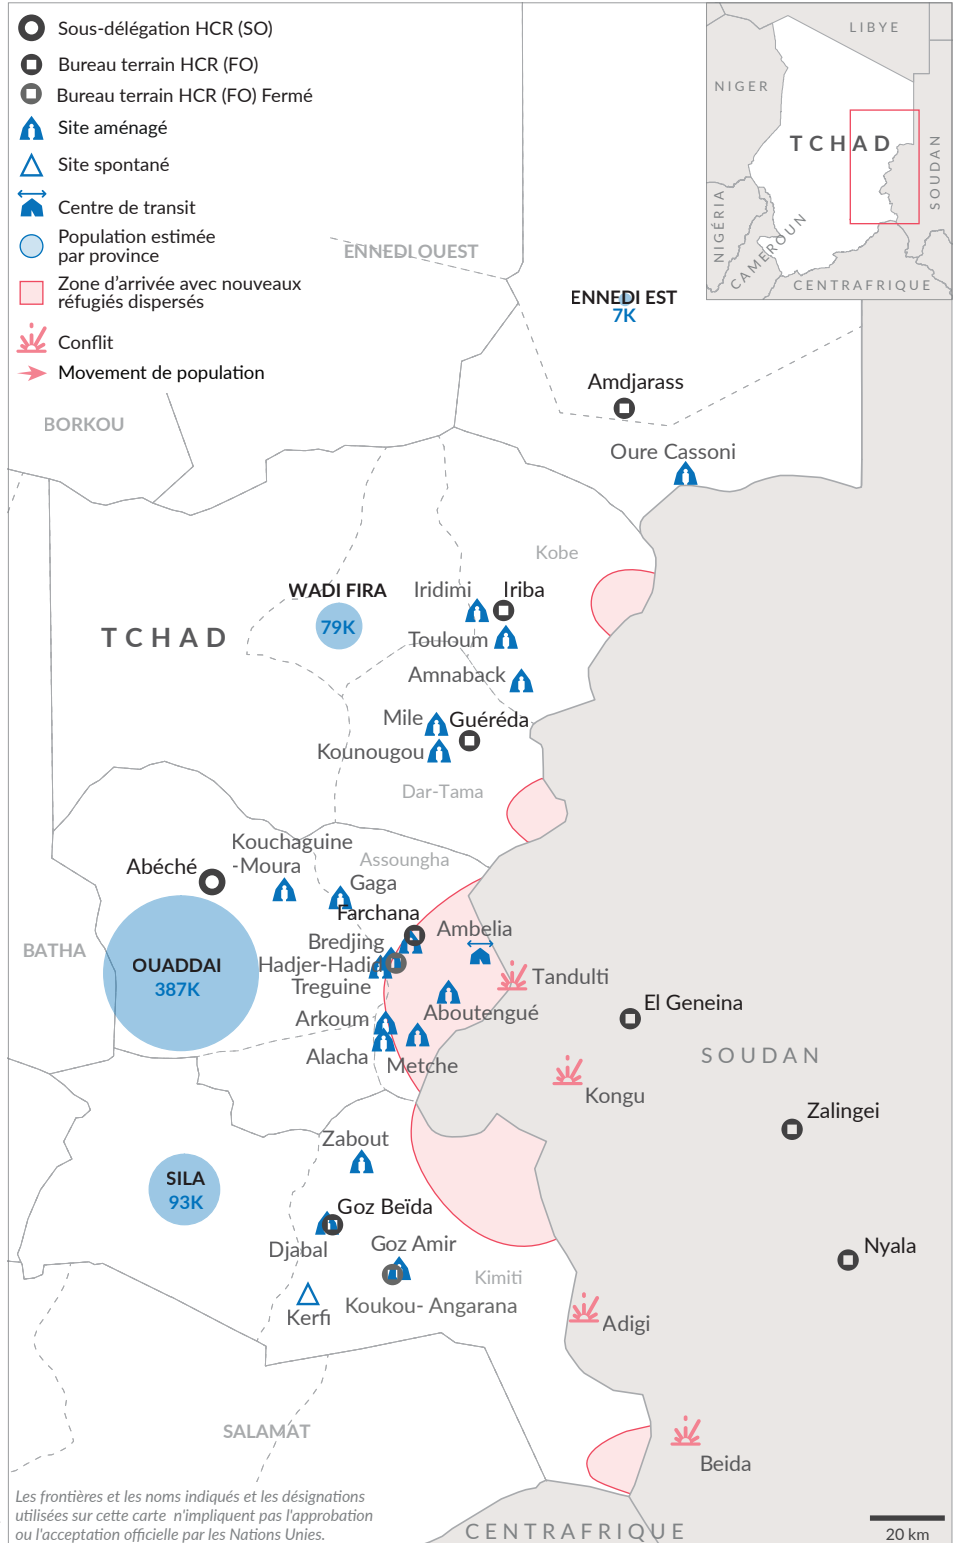 Sous-délégation HCR (SO)
Bureau terrain HCR (FO)
Bureau terrain HCR (FO) Fermé
Site aménagé
Site spontané
Centre de transit
Population estimée
par province
Zone d'arrivée avec nouveaux
réfugiés dispersés
Conflit
Movement de population
LIBYE
NIGER
TCHAD
SOUDAN
NIGÉRIA
CAMEROUN
CENTRAFRIQUE
ENNEDI OUEST
ENNEDI EST
7K
Amdjarass
BORKOU
Oure Cassoni
Kobe
WADI FIRA
79K
Iridimi
Iriba
TCHAD
Touloum
Amnaback
Mile
Guéréda
Kounougou
Dar-Tama
Kouchaguine
-Moura
Abéché
Assoungha
Gaga
Farchana
Ambelia
Bredjing
BATHA
OUADDAI
387K
Hadjer-Hadid
Treguine
Tandulti
Aboutengué
El Geneina
Arkoum
Alacha
Metche
SOUDAN
Kongu
Zalingei
Zabout
SILA
93K
Goz Beïda
Djabal
Goz Amir
Nyala
Kimiti
Koukou- Angarana
Kerfi
Adigi
SALAMAT
Beida
Les frontières et les noms indiqués et les désignations
utilisées sur cette carte n'impliquent pas l'approbation
ou l'acceptation officielle par les Nations Unies.
CENTRAFRIQUE
20 km